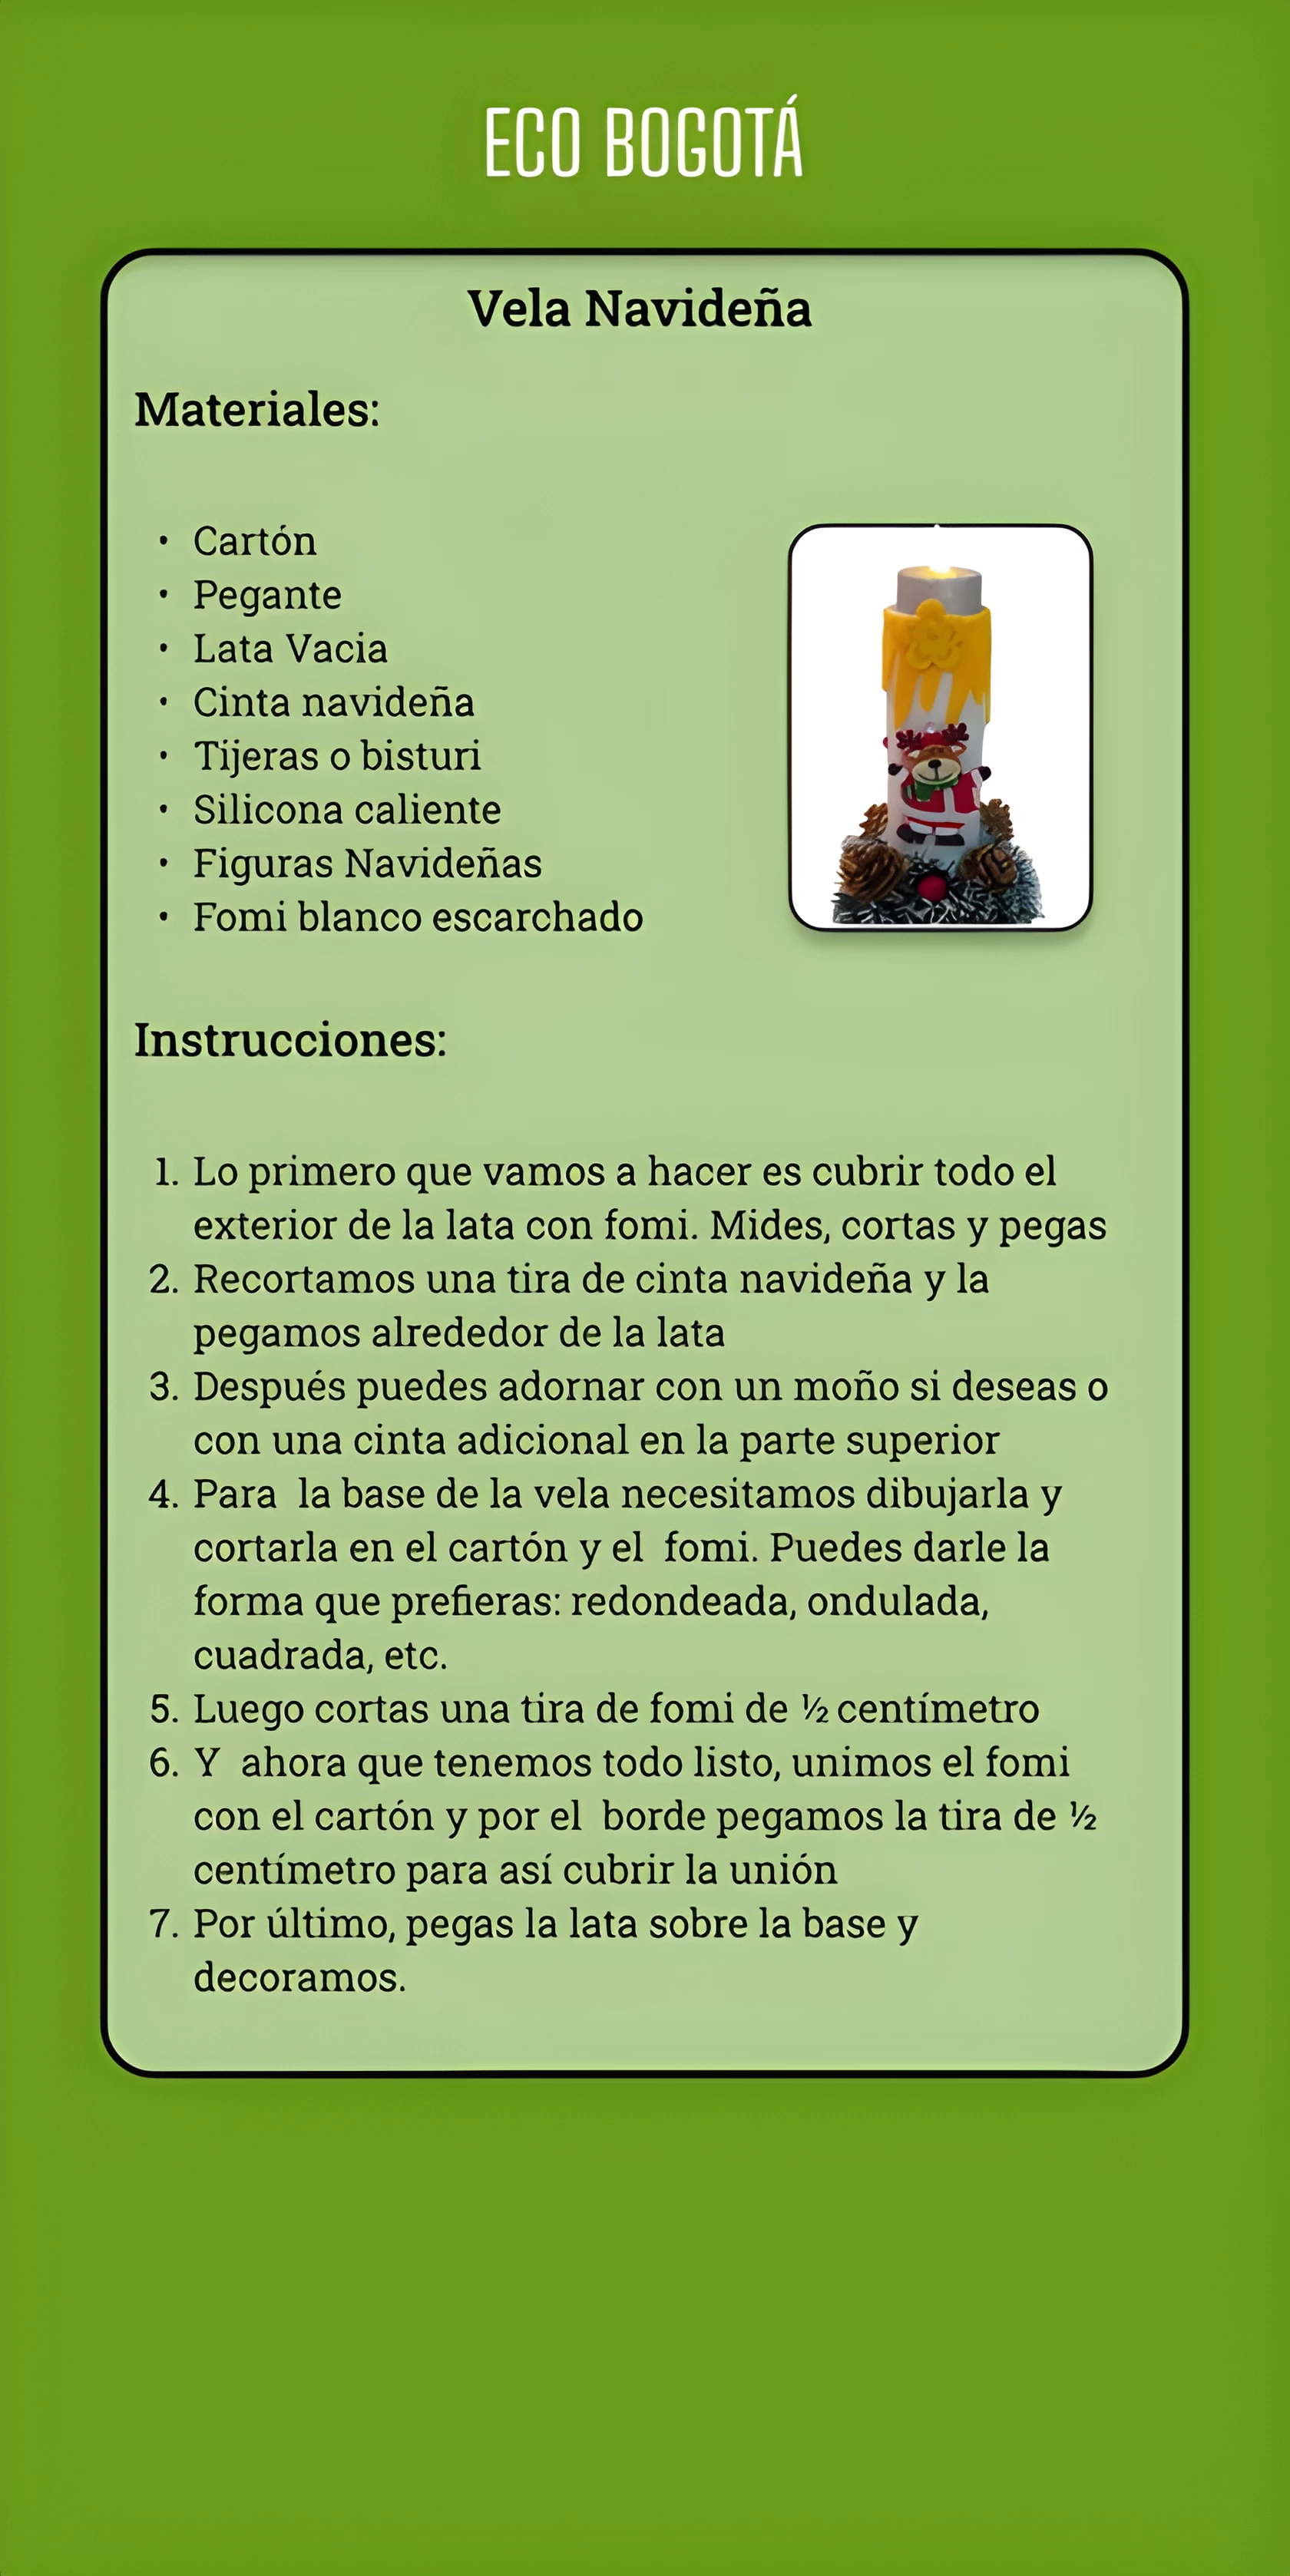 ECO BOGOTÁ
Vela Navideña
Materiales:
• Cartón
• Pegante
• Lata Vacia
• Cinta navideña
• Tijeras o bisturi
• Silicona caliente
• Figuras Navideñas
• Fomi blanco escarchado
Instrucciones:
1. Lo primero que vamos a hacer es cubrir todo el
exterior de la lata con fomi. Mides, cortas y pegas
2. Recortamos una tira de cinta navideña y la
pegamos alrededor de la lata
3. Después puedes adornar con un moño si deseas o
con una cinta adicional en la parte superior
4. Para  la base de la vela necesitamos dibujarla y
cortarla en el cartón y el  fomi. Puedes darle la
forma que prefieras: redondeada, ondulada,
cuadrada, etc.
5. Luego cortas una tira de fomi de ½ centímetro
6. Y  ahora que tenemos todo listo, unimos el fomi
con el cartón y por el  borde pegamos la tira de ½
centímetro para así cubrir la unión
7. Por último, pegas la lata sobre la base y
decoramos.